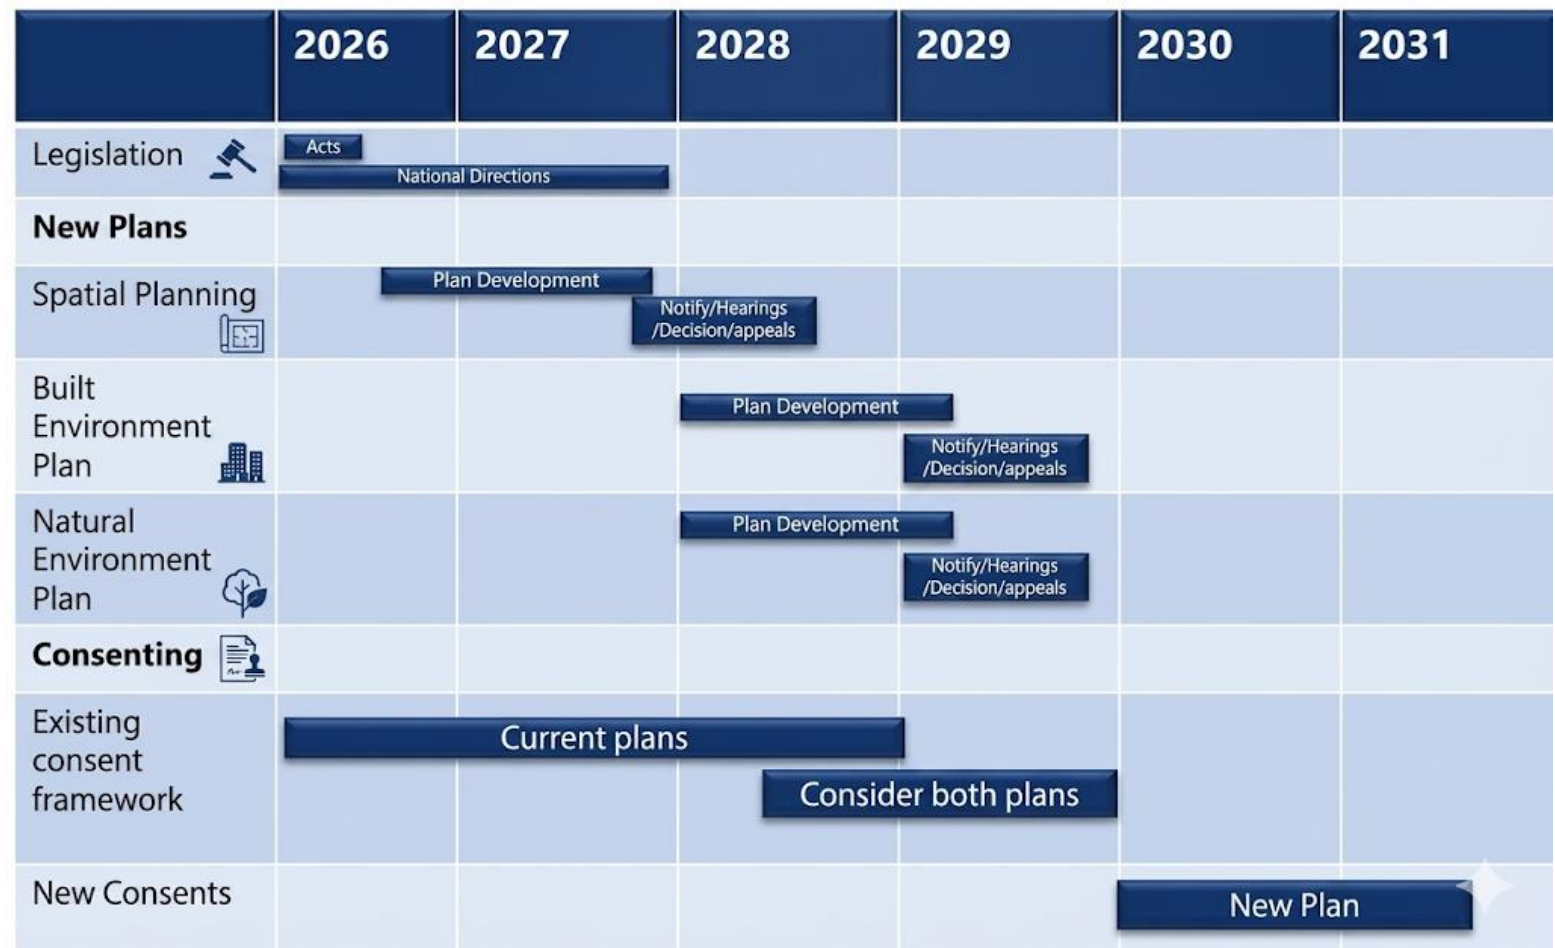 2026 2027 2028 2029 2030 2031
Legislation
Acts
National Directions
New Plans
Spatial Planning
Plan Development
Notify/Hearings
/Decision/appeals
Built
Environment
Plan
Plan Development
Notify/Hearings
/Decision/appeals
Natural
Environment
Plan
Plan Development
Notify/Hearings
/Decision/appeals
Consenting
Existing
consent
framework
Current plans
Consider both plans
New Consents
New Plan